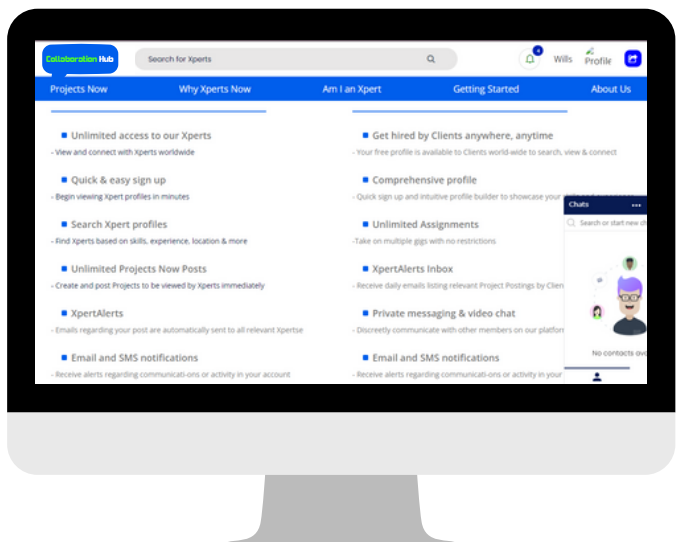 Collaboration Hub
Search for Xperts
4
Wills
Profile
Projects Now
Why Xperts Now
Am I an Xpert
Getting Started
About Us
Unlimited access to our Xperts
- View and connect with Xperts worldwide
Quick & easy sign up
- Begin viewing Xpert profiles in minutes
Search Xpert profiles
- Find Xperts based on skills, experience, location & more
Unlimited Projects Now Posts
- Create and post Projects to be viewed by Xperts immediately
XpertAlerts
- Emails regarding your post are automatically sent to all relevant Xpertse
Email and SMS notifications
- Receive alerts regarding communicati-ons or activity in your account
Get hired by Clients anywhere, anytime
- Your free profile is available to Clients world-wide to search, view & connect
Comprehensive profile
- Quick sign up and intuitive profile builder to showcase your
Unlimited Assignments
-Take on multiple gigs with no restrictions
XpertAlerts Inbox
- Receive daily emails listing relevant Project Postings by Clien
Private messaging & video chat
- Discreetly communicate with other members on our platfor
Email and SMS notifications
- Receive alerts regarding communicati-ons or activity in your
Chats
Search or start new ch
No contacts ava